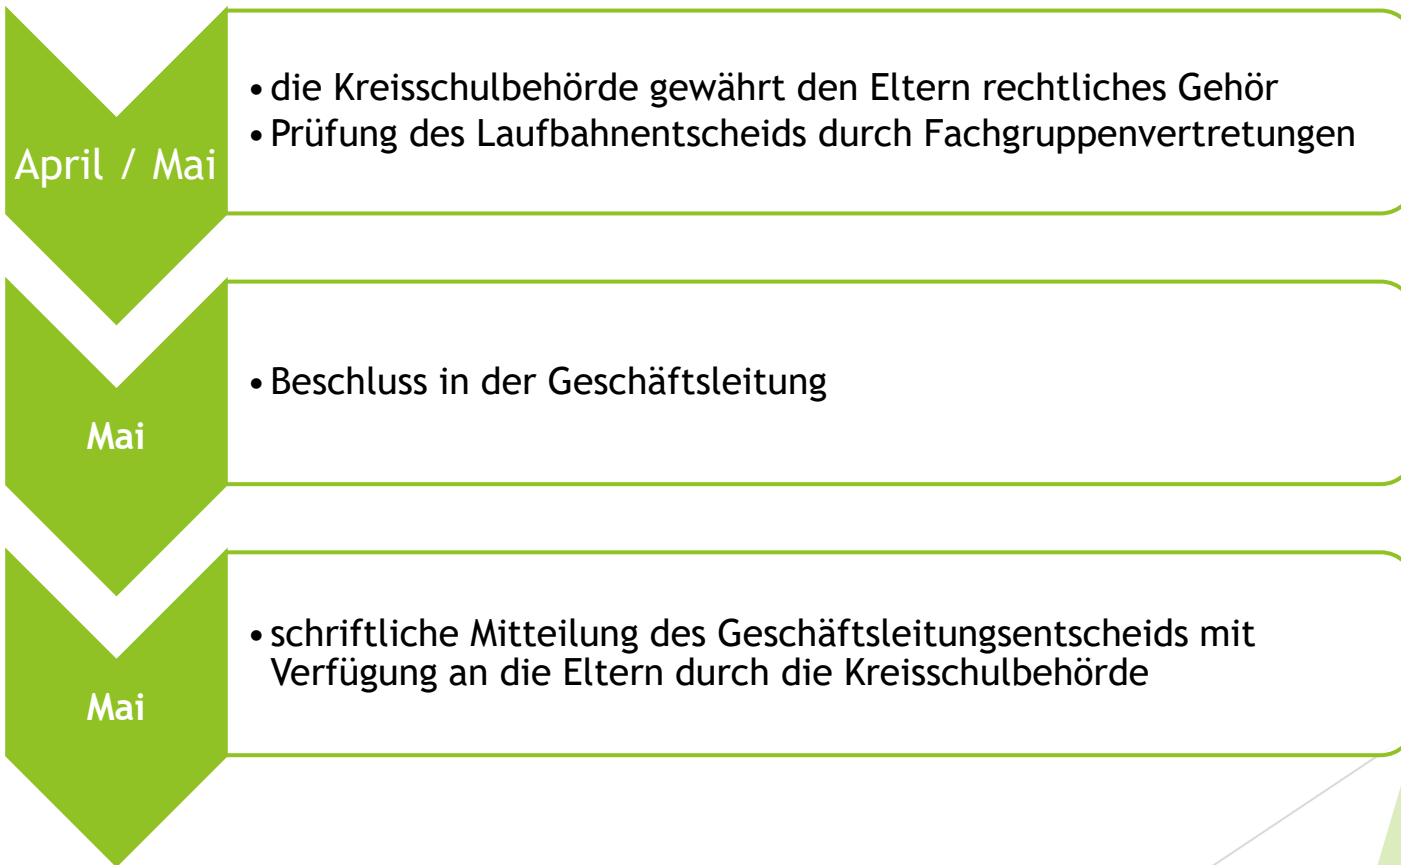 April / Mai
• die Kreisschulbehörde gewährt den Eltern rechtliches Gehör
• Prüfung des Laufbahnentscheids durch Fachgruppenvertretungen
Mai
• Beschluss in der Geschäftsleitung
Mai
• schriftliche Mitteilung des Geschäftsleitungsentscheids mit
Verfügung an die Eltern durch die Kreisschulbehörde